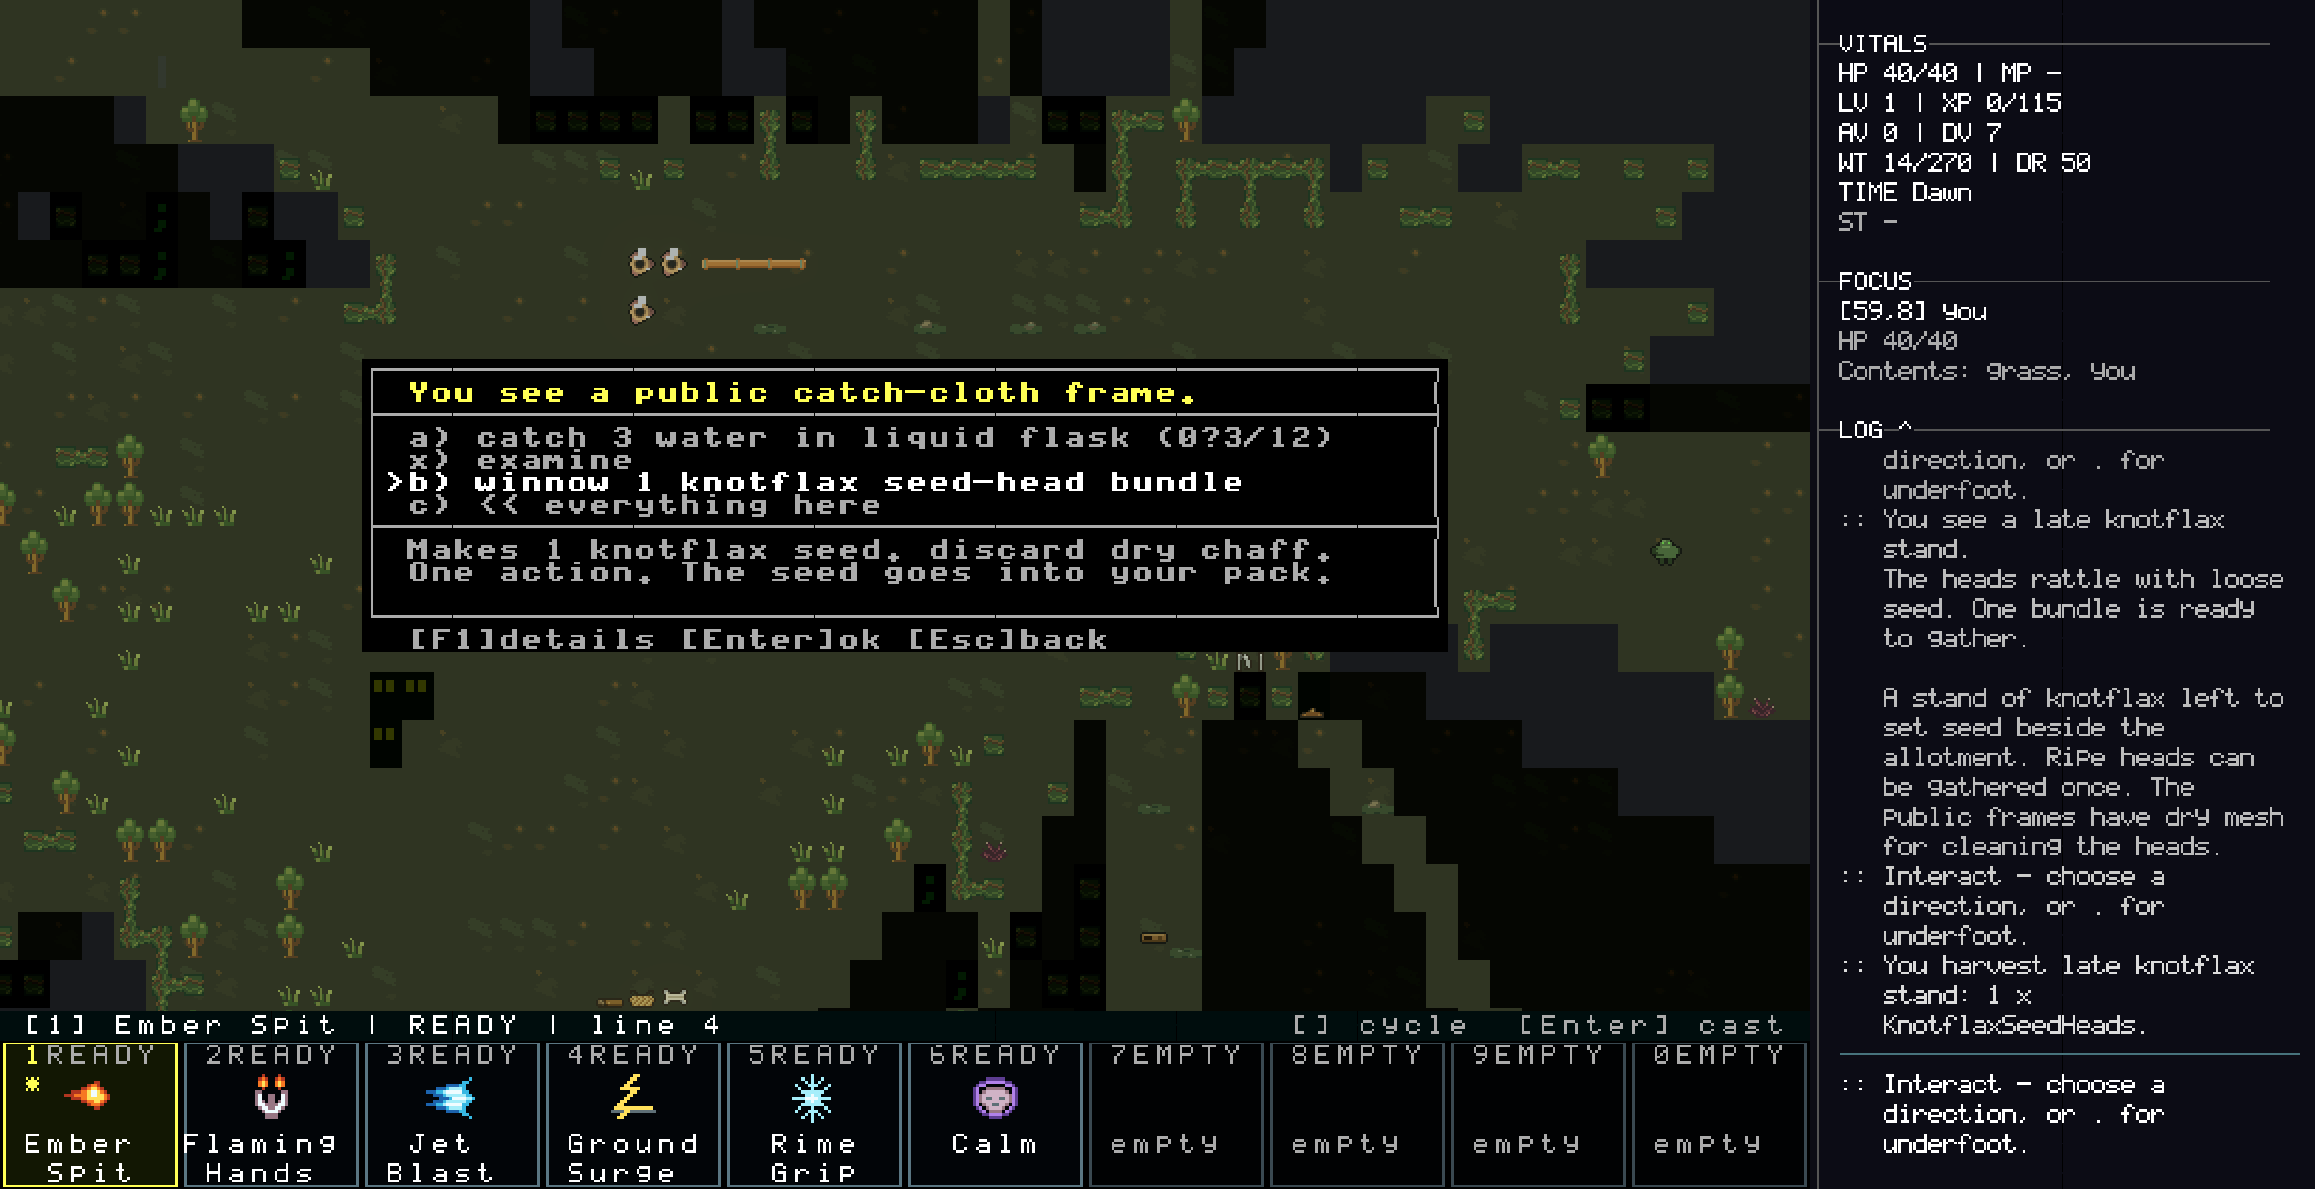 You see a public catch-cloth frame.
a) catch 3 water in liquid flask (0?3/12)
x) examine
>b) winnow 1 knotflax seed-head bundle
c) << everything here
Makes 1 knotflax seed, discard dry chaff.
One action. The seed goes into your pack.
[F1]details [Enter]ok [Esc]back
[1] Ember Spit | READY | line 4
[] cycle [Enter] cast
1READY
2READY
3READY
4READY
5READY
6READY
7EMPTY
8EMPTY
9EMPTY
0EMPTY
Ember Spit
Flaming Hands
Jet Blast
Ground Surge
Rime Grip
Calm
empty
empty
empty
empty
VITALS
HP 40/40 | MP -
LV 1 | XP 0/115
AV 0 | DV 7
WT 14/270 | DR 50
TIME Dawn
ST -
FOCUS
[59,8] you
HP 40/40
Contents: grass, you
LOG ^
direction, or . for
underfoot.
:: You see a late knotflax
stand.
The heads rattle with loose
seed. One bundle is ready
to gather.
A stand of knotflax left to
set seed beside the
allotment. Ripe heads can
be gathered once. The
public frames have dry mesh
for cleaning the heads.
:: Interact - choose a
direction, or . for
underfoot.
:: You harvest late knotflax
stand: 1 x
KnotflaxSeedHeads.
:: Interact - choose a
direction, or . for
underfoot.